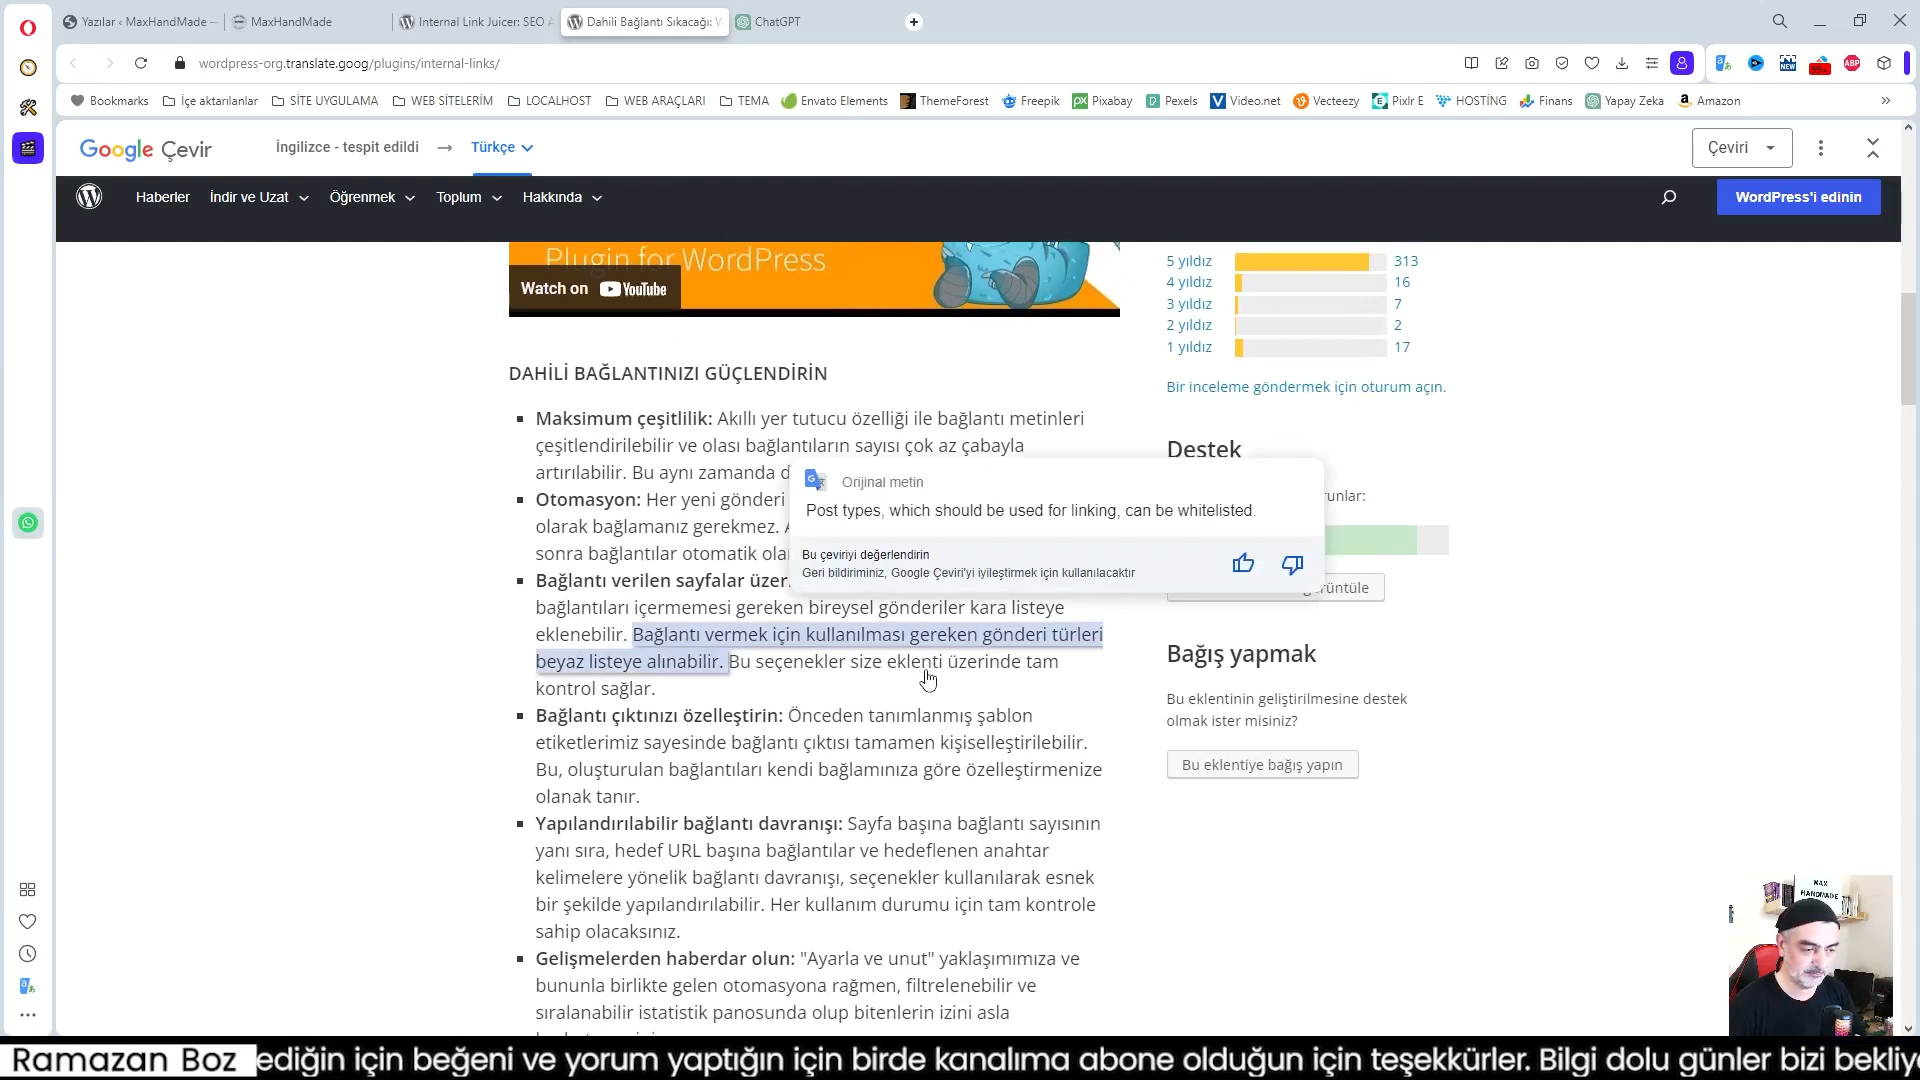 Yazılar ‹ MaxHandMade —
MaxHandMade
Internal Link Juicer: SEO A
Dahili Bağlantı Sıkacağı: W
ChatGPT
wordpress-org.translate.goog/plugins/internal-links/
Bookmarks
İçe aktarılanlar
SİTE UYGULAMA
WEB SİTELERİM
LOCALHOST
WEB ARAÇLARI
TEMA
Envato Elements
ThemeForest
Freepik
Pixabay
Pexels
Video.net
Vecteezy
Pixlr E
HOSTİNG
Finans
Yapay Zeka
Amazon
Google Çevir
İngilizce - tespit edildi
Türkçe
Çeviri
Haberler
İndir ve Uzat
Öğrenmek
Toplum
Hakkında
WordPress'i edinin
Plugin for WordPress
Watch on YouTube
5 yıldız 313
4 yıldız 16
3 yıldız 7
2 yıldız 2
1 yıldız 17
Bir inceleme göndermek için oturum açın.
DAHİLİ BAĞLANTINIZI GÜÇLENDİRİN
Maksimum çeşitlilik: Akıllı yer tutucu özelliği ile bağlantı metinleri
çeşitlendirilebilir ve olası bağlantıların sayısı çok az çabayla
artırılabilir. Bu aynı zamanda d
Otomasyon: Her yeni gönderi
olarak bağlamanız gerekmez. A
sonra bağlantılar otomatik ola
Bağlantı verilen sayfalar üzer
bağlantıları içermemesi gereken bireysel gönderiler kara listeye
eklenebilir. Bağlantı vermek için kullanılması gereken gönderi türleri
beyaz listeye alınabilir. Bu seçenekler size eklenti üzerinde tam
kontrol sağlar.
Bağlantı çıktınızı özelleştirin: Önceden tanımlanmış şablon
etiketlerimiz sayesinde bağlantı çıktısı tamamen kişiselleştirilebilir.
Bu, oluşturulan bağlantıları kendi bağlamınıza göre özelleştirmenize
olanak tanır.
Yapılandırılabilir bağlantı davranışı: Sayfa başına bağlantı sayısının
yanı sıra, hedef URL başına bağlantılar ve hedeflenen anahtar
kelimelere yönelik bağlantı davranışı, seçenekler kullanılarak esnek
bir şekilde yapılandırılabilir. Her kullanım durumu için tam kontrole
sahip olacaksınız.
Gelişmelerden haberdar olun: "Ayarla ve unut" yaklaşımımıza ve
bununla birlikte gelen otomasyona rağmen, filtrelenebilir ve
sıralanabilir istatistik panosunda olup bitenlerin izini asla
Orijinal metin
Post types, which should be used for linking, can be whitelisted.
Bu çeviriyi değerlendirin
Geri bildiriminiz, Google Çeviri'yi iyileştirmek için kullanılacaktır
Destek
runlar:
görüntüle
Bağış yapmak
Bu eklentinin geliştirilmesine destek
olmak ister misiniz?
Bu eklentiye bağış yapın
MAX
HANDMADE
Ramazan Boz
ediğin için beğeni ve yorum yaptığın için birde kanalıma abone olduğun için teşekkürler. Bilgi dolu günler bizi bekliy